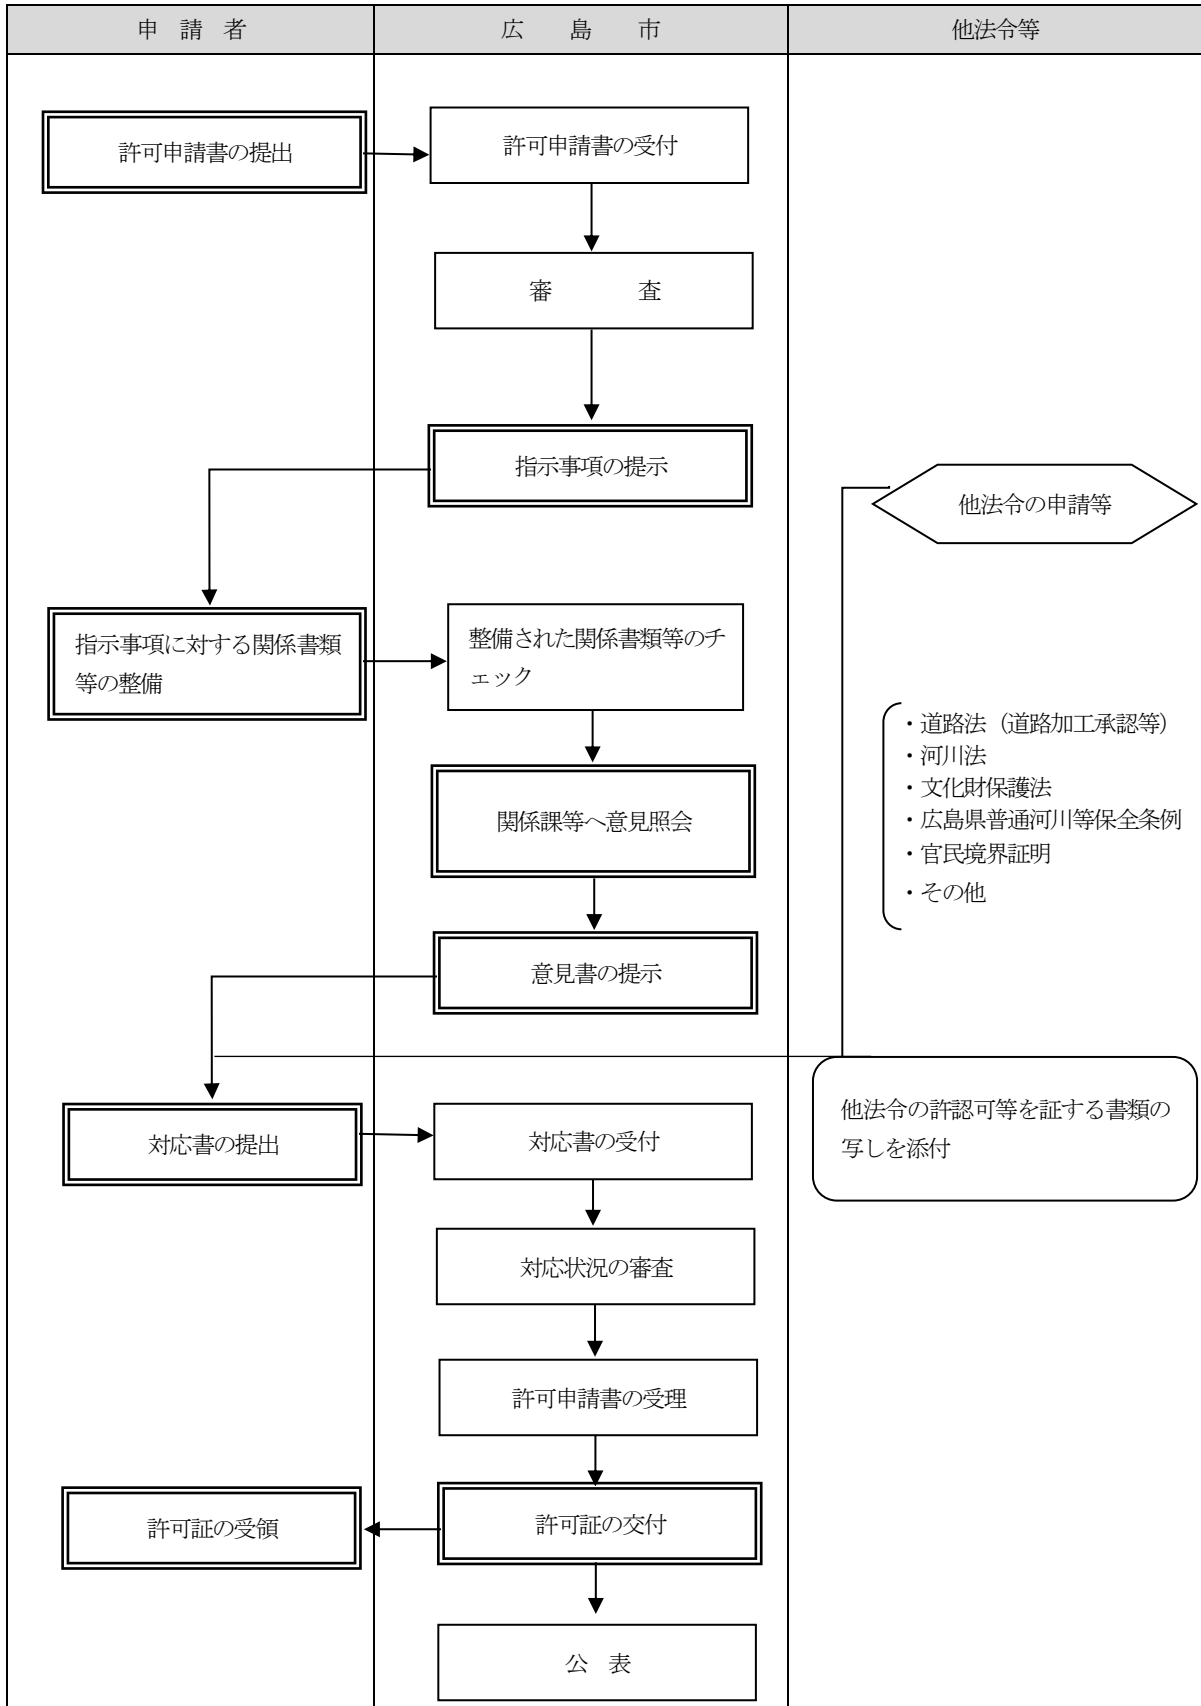 申　請　者
広　　島　　市
他法令等
許可申請書の提出
許可申請書の受付
審　　　　査
指示事項の提示
他法令の申請等
指示事項に対する関係書類
等の整備
整備された関係書類等のチ
ェック
・道路法（道路加工承認等）
・河川法
・文化財保護法
・広島県普通河川等保全条例
・官民境界証明
・その他
関係課等へ意見照会
意見書の提示
他法令の許認可等を証する書類の
写しを添付
対応書の提出
対応書の受付
対応状況の審査
許可申請書の受理
許可証の交付
許可証の受領
公　表